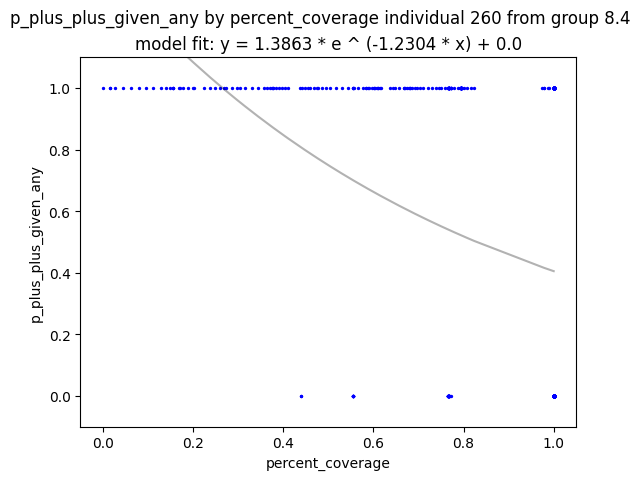 p_plus_plus_given_any by percent_coverage individual 260 from group 8.4
model fit: y = 1.3863 * e ^ (-1.2304 * x) + 0.0
1.0
0.8
0.6
0.4
0.2
0.0
p_plus_plus_given_any
0.0 0.2 0.4 0.6 0.8 1.0
percent_coverage